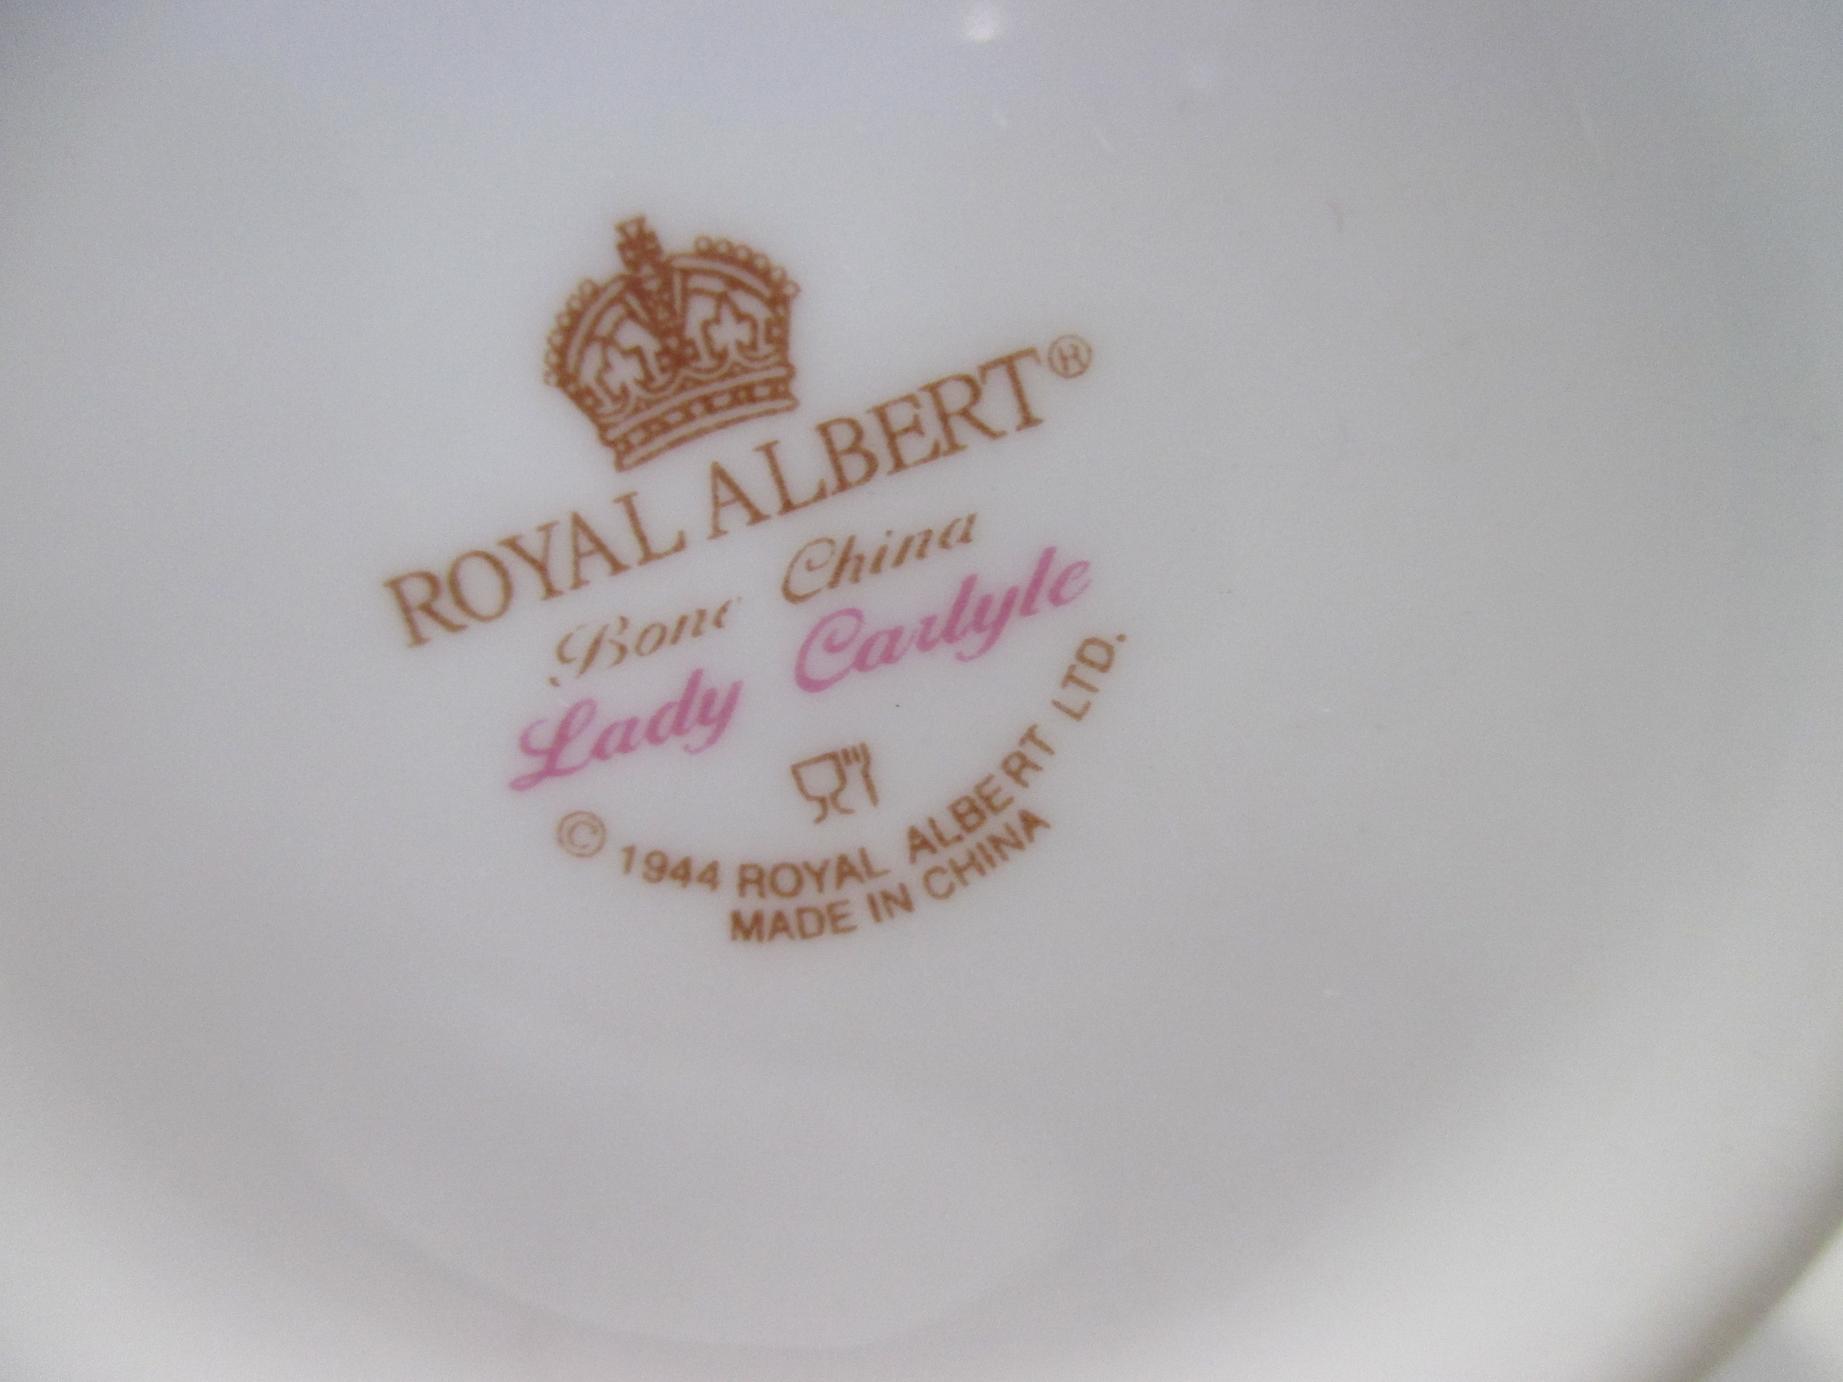 ROYAL ALBERT®
Bone China
Lady Carlyle
© 1944 ROYAL ALBERT LTD.
MADE IN CHINA